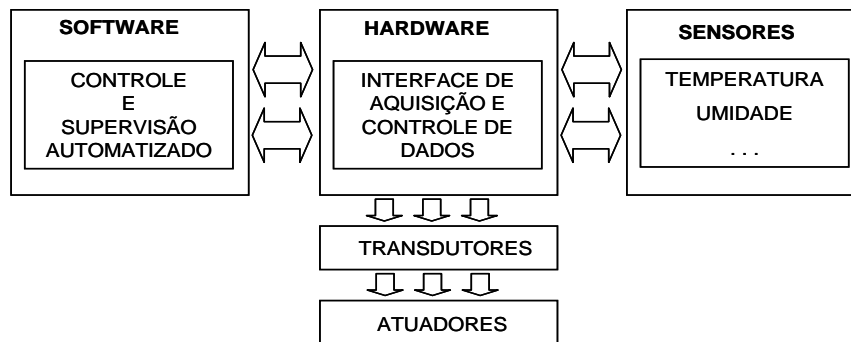 SOFTWARE
CONTROLE
E
SUPERVISÃO
AUTOMATIZADO
HARDWARE
INTERFACE DE
AQUISIÇÃO E
CONTROLE DE
DADOS
SENSORES
TEMPERATURA
UMIDADE
. . .
TRANSDUTORES
ATUADORES